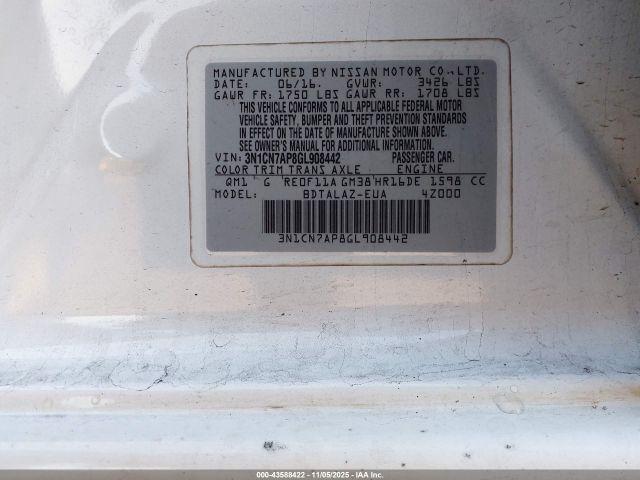 MANUFACTURED BY NISSAN MOTOR CO., LTD.
DATE: 06/16. GVWR: 3426 LBS
GAWR FR: 1750 LBS GAWR RR: 1708 LBS
THIS VEHICLE CONFORMS TO ALL APPLICABLE FEDERAL MOTOR
VEHICLE SAFETY, BUMPER AND THEFT PREVENTION STANDARDS
IN EFFECT ON THE DATE OF MANUFACTURE SHOWN ABOVE.
SEE OWNER'S MANUAL FOR ADDITIONAL INFORMATION.
VIN: 3N1CN7AP8GL908442 PASSENGER CAR.
COLOR TRIM TRANS AXLE ENGINE
QM1 G RE0F11A GM38 HR16DE 1598 CC
MODEL: BDTALAZ-EUA 4Z000
3N1CN7AP8GL908442
000-43588422 | 11/05/2025 | IAA Inc.